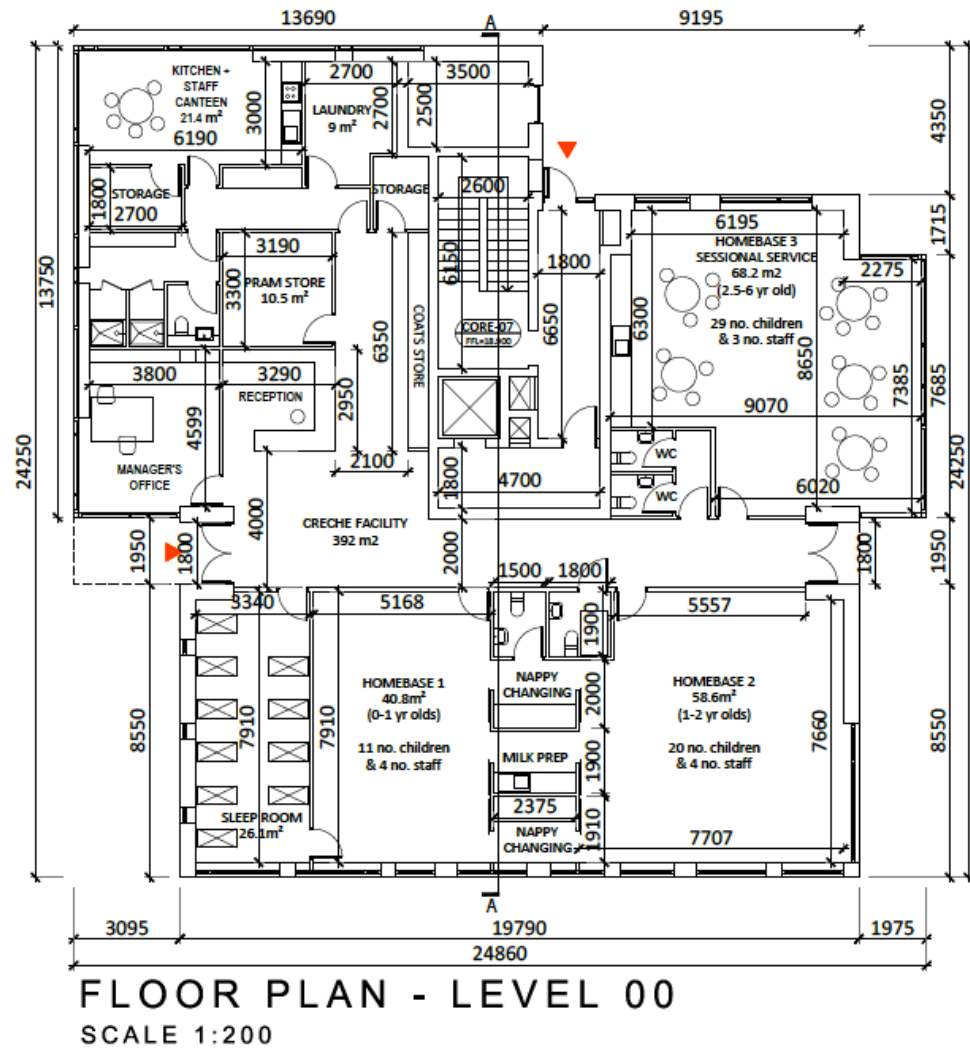 13690
A
9195
KITCHEN +
STAFF
CANTEEN
21.4 m²
6190
3000
2700
LAUNDRY
9 m²
2700
3500
2500
4350
STORAGE
1800
2700
STORAGE
2600
6195
HOMEBASE 3
SESSIONAL SERVICE
68.2 m2
(2.5-6 yr old)
29 no. children
& 3 no. staff
1715
2275
13750
3190
PRAM STORE
10.5 m²
3300
6150
1800
6650
6300
8650
7385
7685
CORE-07
FFL=18.900
6350
COATS STORE
3800
3290
RECEPTION
2950
4599
9070
MANAGER'S
OFFICE
2100
1800
4700
WC
WC
6020
24250
24250
CRECHE FACILITY
392 m2
4000
2000
1950
1800
1800
1950
1500
1800
3340
5168
5557
1900
NAPPY
CHANGING
2000
HOMEBASE 1
40.8m²
(0-1 yr olds)
11 no. children
& 4 no. staff
HOMEBASE 2
58.6m²
(1-2 yr olds)
20 no. children
& 4 no. staff
8550
7910
7910
MILK PREP
1900
7660
8550
2375
SLEEP ROOM
26.1m²
NAPPY
CHANGING
1910
7707
A
3095
19790
1975
24860
FLOOR PLAN - LEVEL 00
SCALE 1:200